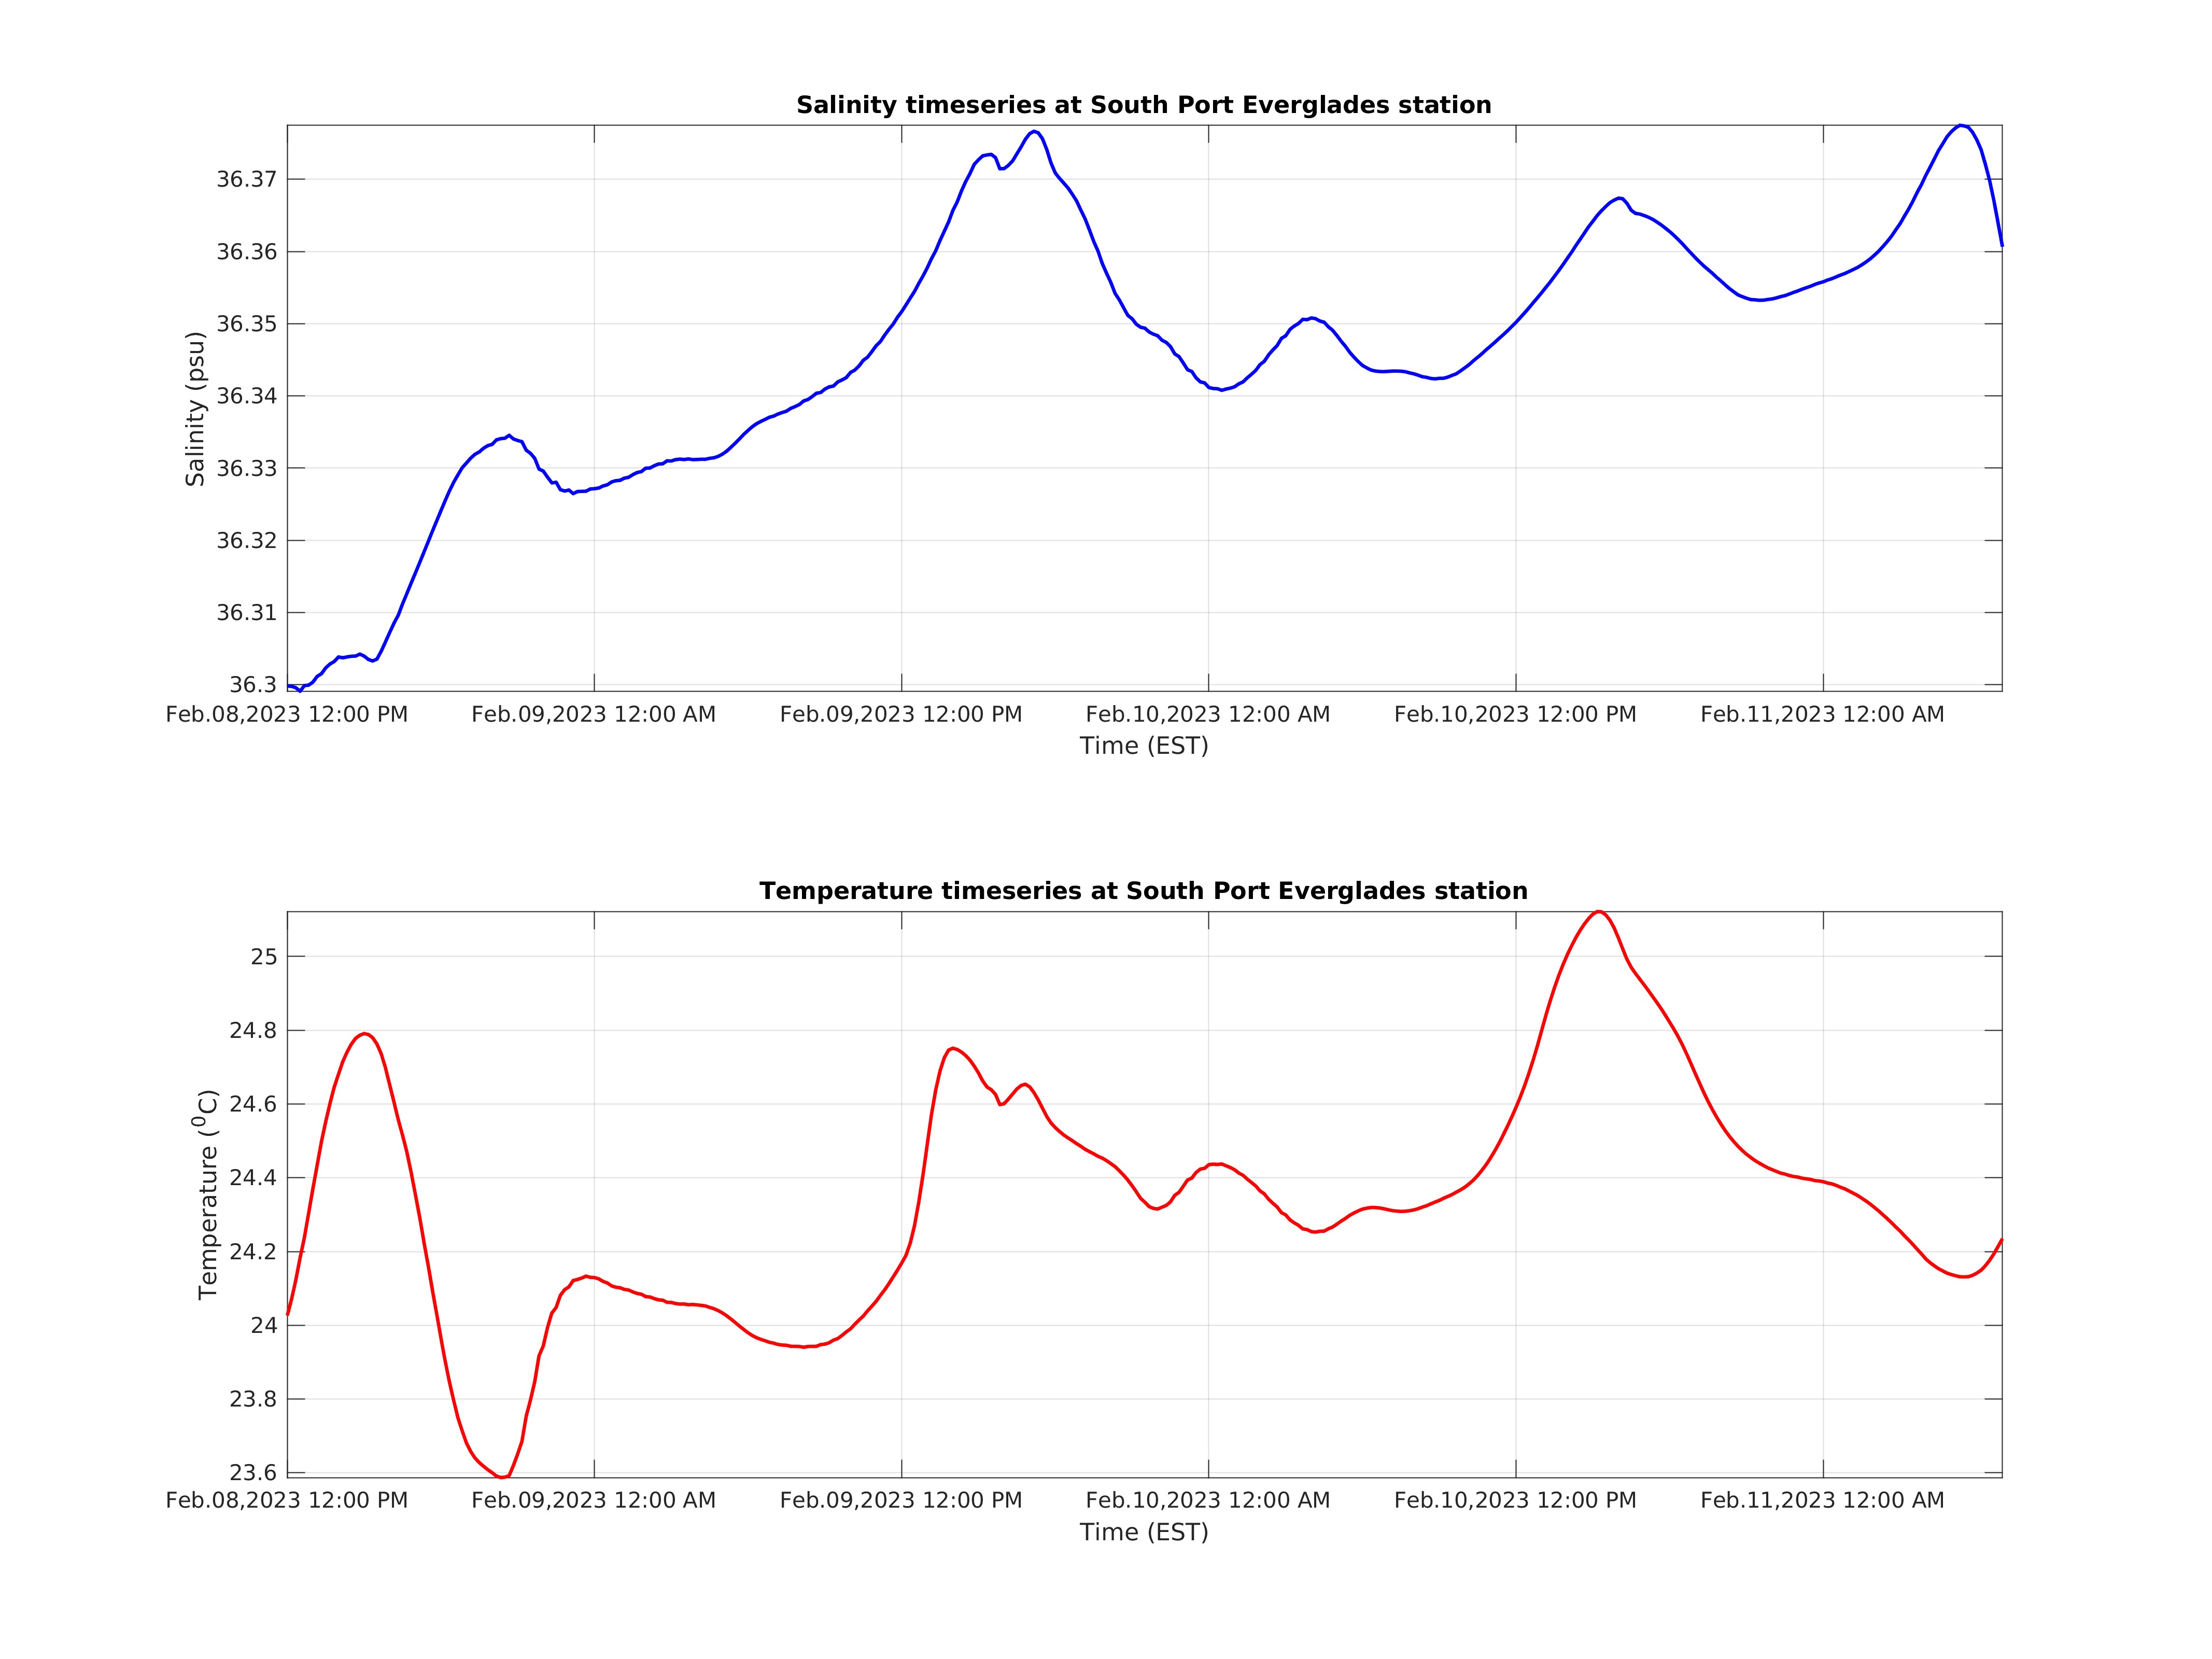 Salinity timeseries at South Port Everglades station
36.37
36.36
36.35
36.34
36.33
36.32
36.31
36.3
Salinity (psu)
Feb.08,2023 12:00 PM Feb.09,2023 12:00 AM Feb.09,2023 12:00 PM Feb.10,2023 12:00 AM Feb.10,2023 12:00 PM Feb.11,2023 12:00 AM
Time (EST)
Temperature timeseries at South Port Everglades station
25
24.8
24.6
24.4
24.2
24
23.8
23.6
Temperature (⁰C)
Feb.08,2023 12:00 PM Feb.09,2023 12:00 AM Feb.09,2023 12:00 PM Feb.10,2023 12:00 AM Feb.10,2023 12:00 PM Feb.11,2023 12:00 AM
Time (EST)